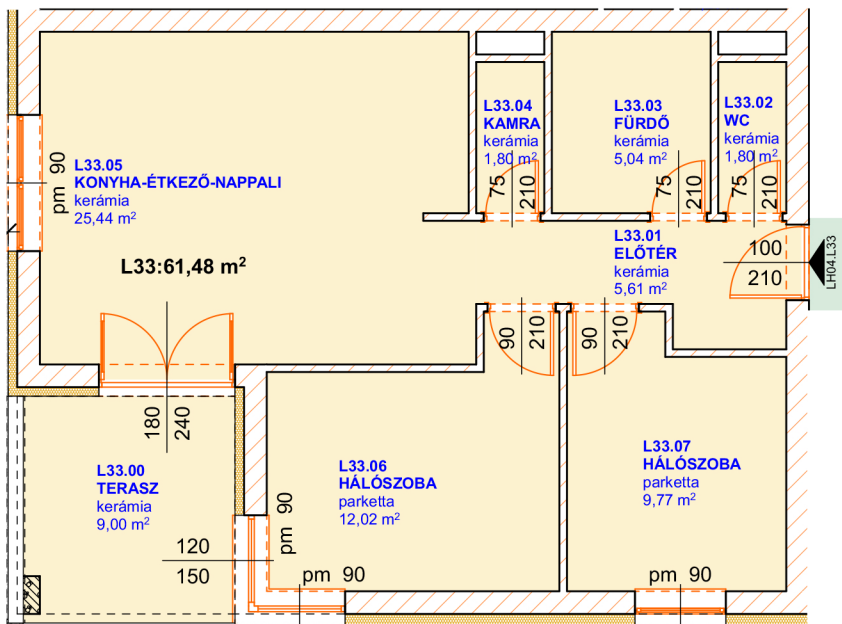 L33.04
KAMRA
kerámia
1,80 m²
75
210
L33.03
FÜRDŐ
kerámia
5,04 m²
75
210
L33.02
WC
kerámia
1,80 m²
75
210
pm 90
L33.05
KONYHA-ÉTKEZŐ-NAPPALI
kerámia
25,44 m²
L33:61,48 m²
L33.01
ELŐTÉR
kerámia
5,61 m²
100
210
LH04.L33
90
210
90
210
180
240
L33.00
TERASZ
kerámia
9,00 m²
L33.06
HÁLÓSZOBA
parketta
12,02 m²
L33.07
HÁLÓSZOBA
parketta
9,77 m²
120
150
pm 90
pm 90
pm 90